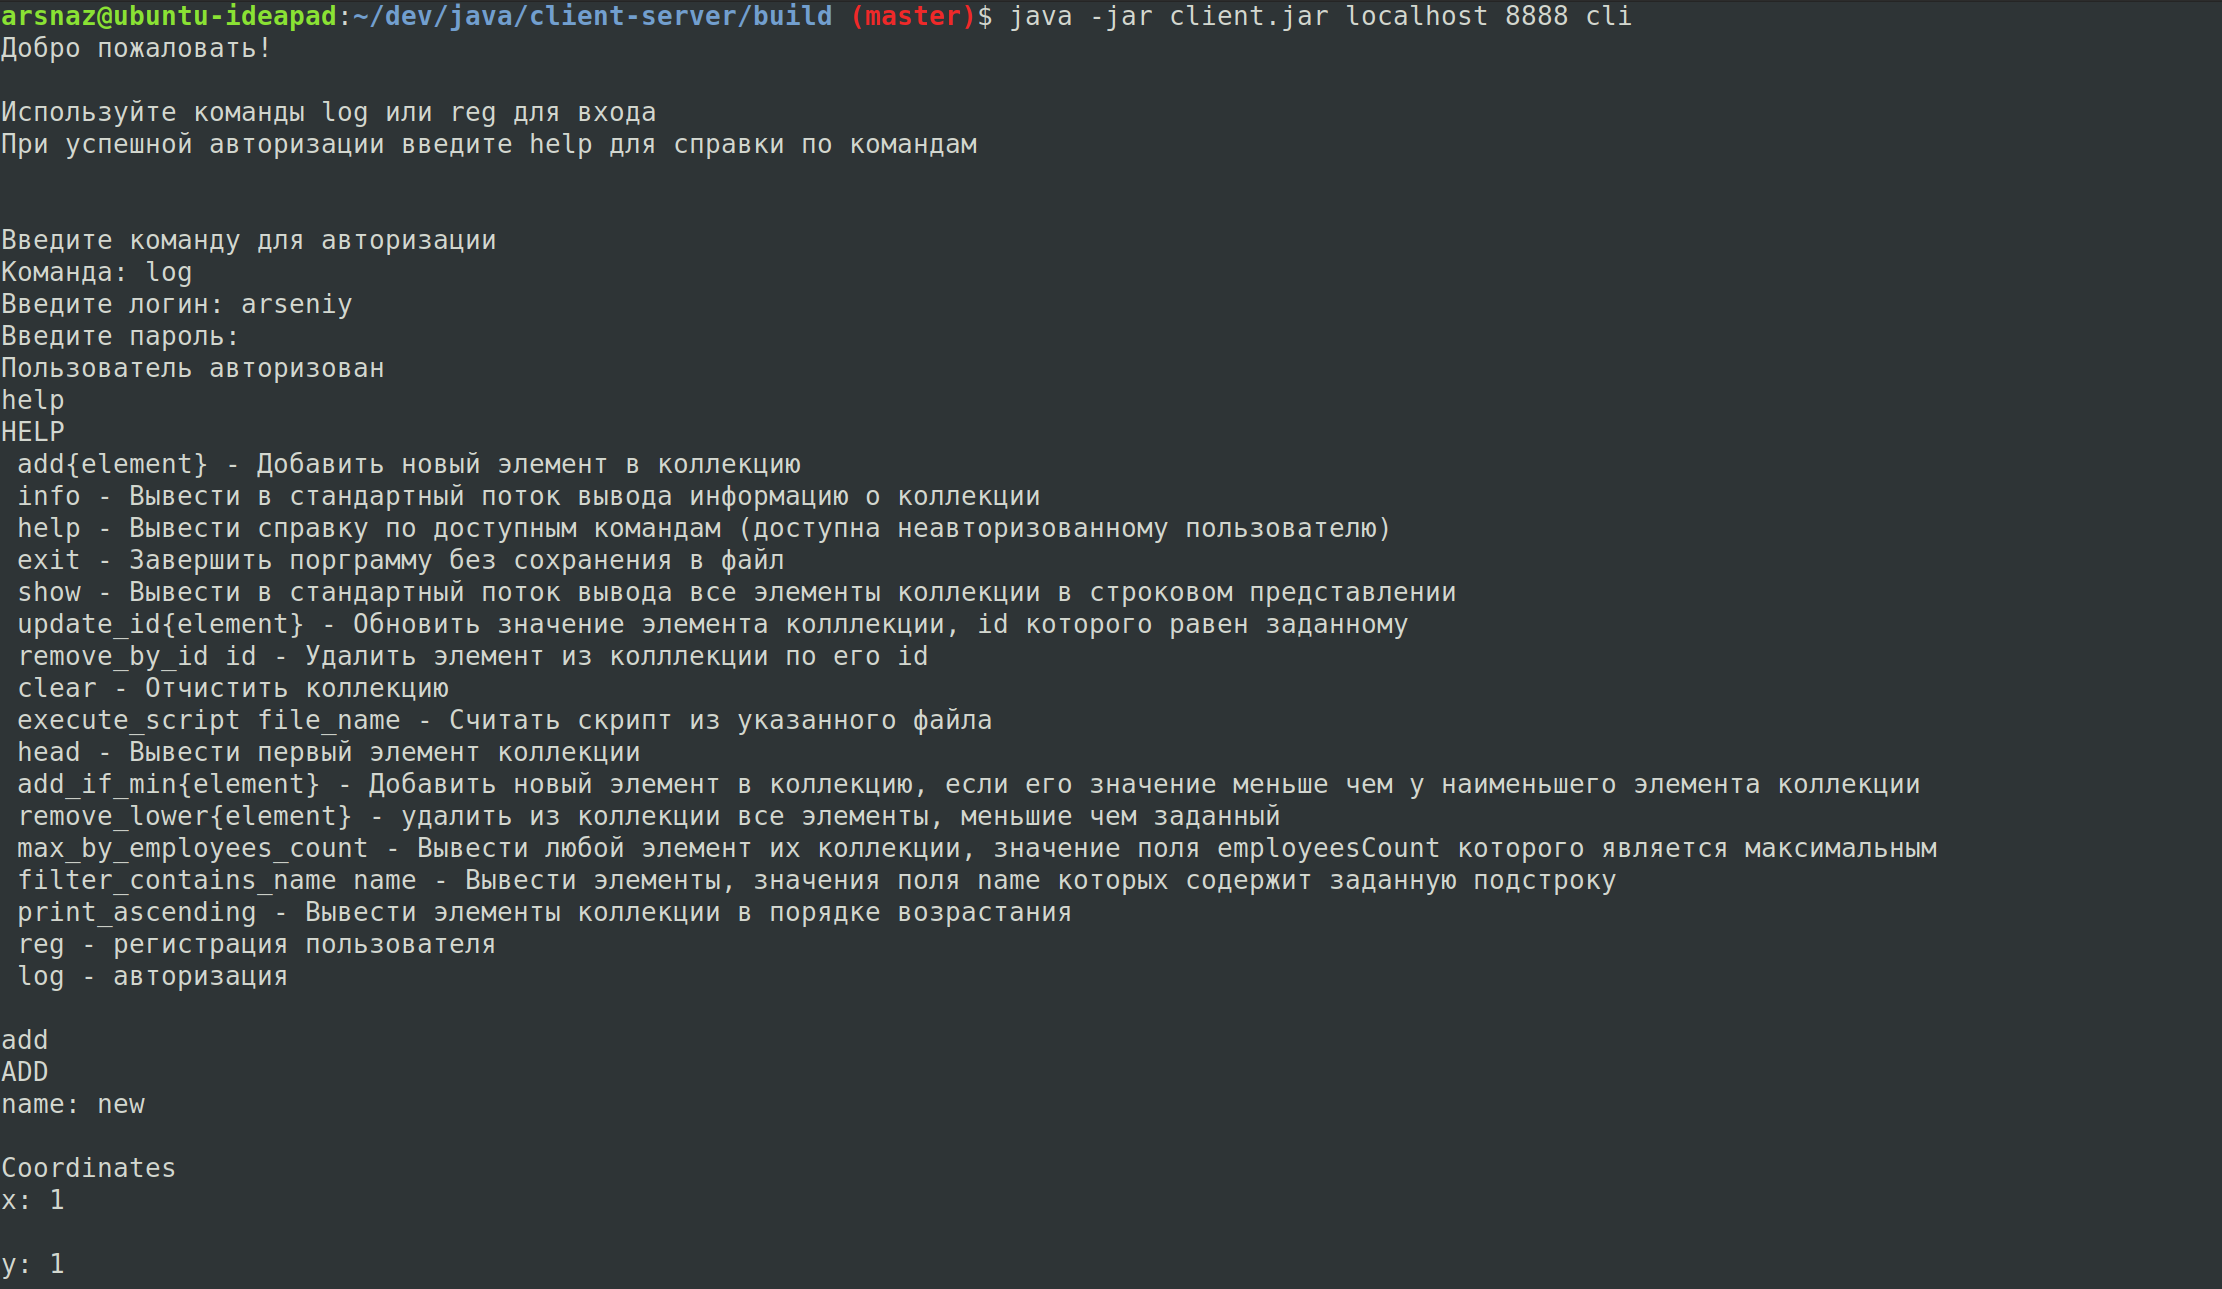 arsnaz@ubuntu-ideapad:~/dev/java/client-server/build (master)$ java -jar client.jar localhost 8888 cli
Добро пожаловать!
Используйте команды log или reg для входа
При успешной авторизации введите help для справки по командам
Введите команду для авторизации
Команда: log
Введите логин: arseniy
Введите пароль:
Пользователь авторизован
help
HELP
add{element} - Добавить новый элемент в коллекцию
info - Вывести в стандартный поток вывода информацию о коллекции
help - Вывести справку по доступным командам (доступна неавторизованному пользователю)
exit - Завершить порграмму без сохранения в файл
show - Вывести в стандартный поток вывода все элементы коллекции в строковом представлении
update_id{element} - Обновить значение элемента колллекции, id которого равен заданному
remove_by_id id - Удалить элемент из колллекции по его id
clear - Отчистить коллекцию
execute_script file_name - Считать скрипт из указанного файла
head - Вывести первый элемент коллекции
add_if_min{element} - Добавить новый элемент в коллекцию, если его значение меньше чем у наименьшего элемента коллекции
remove_lower{element} - удалить из коллекции все элементы, меньшие чем заданный
max_by_employees_count - Вывести любой элемент их коллекции, значение поля employeesCount которого является максимальным
filter_contains_name name - Вывести элементы, значения поля name которых содержит заданную подстроку
print_ascending - Вывести элементы коллекции в порядке возрастания
reg - регистрация пользователя
log - авторизация
add
ADD
name: new
Coordinates
x: 1
y: 1